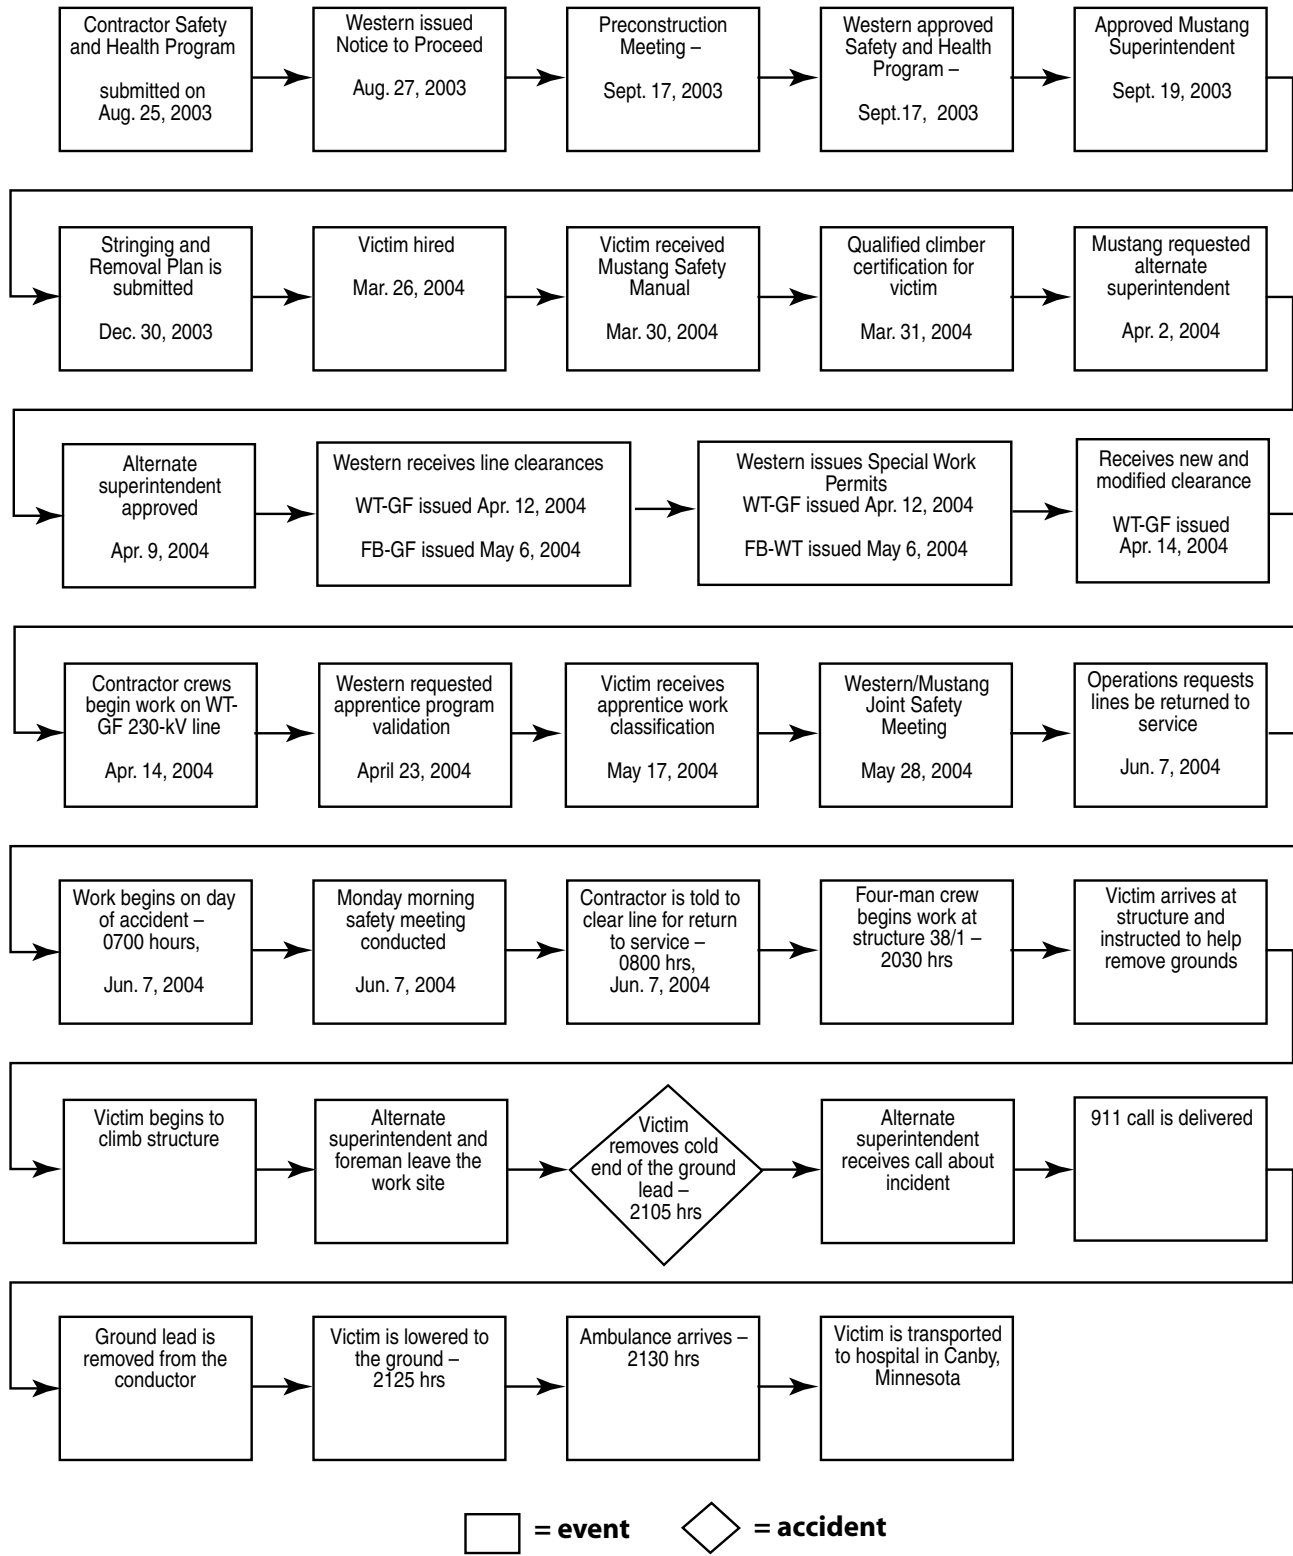 Contractor Safety
and Health Program
submitted on
Aug. 25, 2003
Western issued
Notice to Proceed
Aug. 27, 2003
Preconstruction
Meeting –
Sept. 17, 2003
Western approved
Safety and Health
Program –
Sept.17, 2003
Approved Mustang
Superintendent
Sept. 19, 2003
Stringing and
Removal Plan is
submitted
Dec. 30, 2003
Victim hired
Mar. 26, 2004
Victim received
Mustang Safety
Manual
Mar. 30, 2004
Qualified climber
certification for
victim
Mar. 31, 2004
Mustang requested
alternate
superintendent
Apr. 2, 2004
Alternate
superintendent
approved
Apr. 9, 2004
Western receives line clearances
WT-GF issued Apr. 12, 2004
FB-GF issued May 6, 2004
Western issues Special Work
Permits
WT-GF issued Apr. 12, 2004
FB-WT issued May 6, 2004
Receives new and
modified clearance
WT-GF issued
Apr. 14, 2004
Contractor crews
begin work on WT-
GF 230-kV line
Apr. 14, 2004
Western requested
apprentice program
validation
April 23, 2004
Victim receives
apprentice work
classification
May 17, 2004
Western/Mustang
Joint Safety
Meeting
May 28, 2004
Operations requests
lines be returned to
service
Jun. 7, 2004
Work begins on day
of accident –
0700 hours,
Jun. 7, 2004
Monday morning
safety meeting
conducted
Jun. 7, 2004
Contractor is told to
clear line for return
to service –
0800 hrs,
Jun. 7, 2004
Four-man crew
begins work at
structure 38/1 –
2030 hrs
Victim arrives at
structure and
instructed to help
remove grounds
Victim begins to
climb structure
Alternate
superintendent and
foreman leave the
work site
Victim
removes cold
end of the ground
lead –
2105 hrs
Alternate
superintendent
receives call about
incident
911 call is delivered
Ground lead is
removed from the
conductor
Victim is lowered to
the ground –
2125 hrs
Ambulance arrives –
2130 hrs
Victim is transported
to hospital in Canby,
Minnesota
= event
= accident